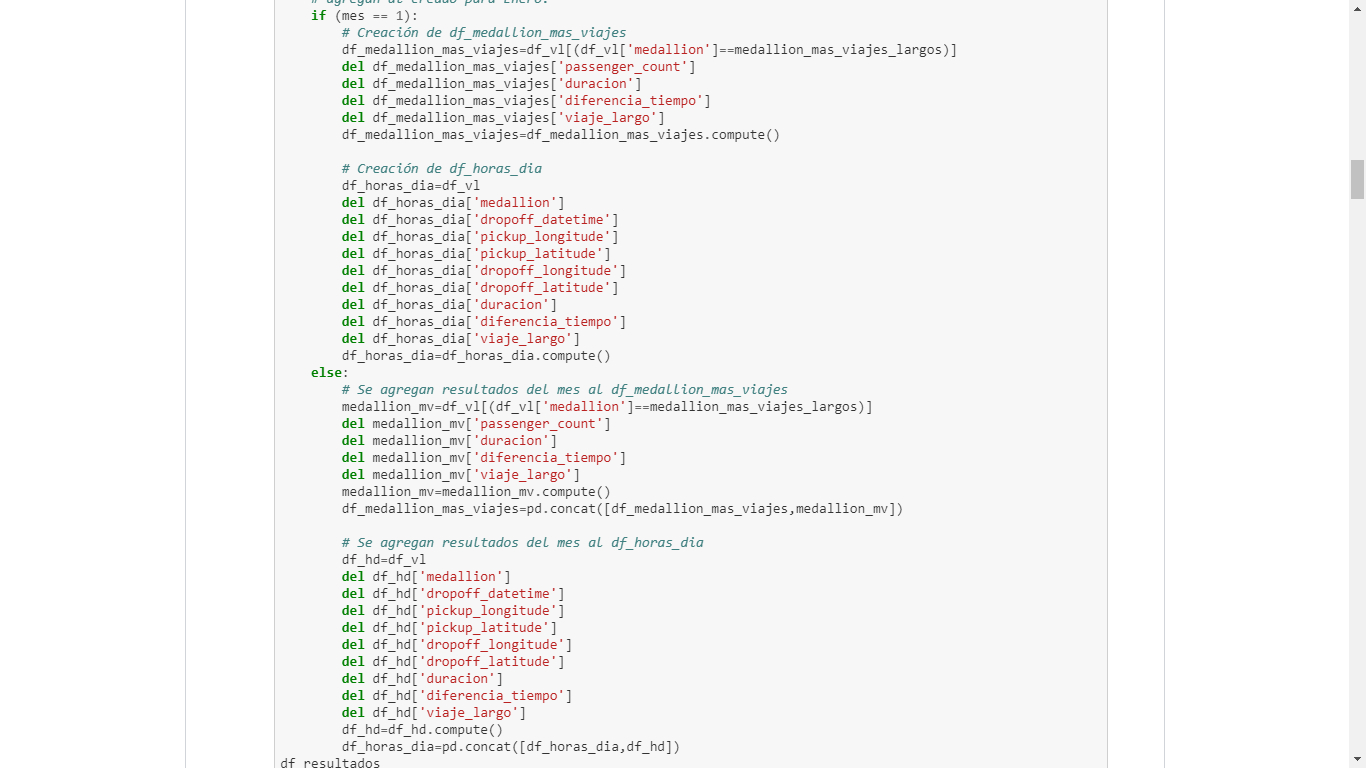 # agregan al creado para Enero.
if (mes == 1):
# Creación de df_medallion_mas_viajes
df_medallion_mas_viajes=df_vl[(df_vl['medallion']==medallion_mas_viajes_largos)]
del df_medallion_mas_viajes['passenger_count']
del df_medallion_mas_viajes['duracion']
del df_medallion_mas_viajes['diferencia_tiempo']
del df_medallion_mas_viajes['viaje_largo']
df_medallion_mas_viajes=df_medallion_mas_viajes.compute()
# Creación de df_horas_dia
df_horas_dia=df_vl
del df_horas_dia['medallion']
del df_horas_dia['dropoff_datetime']
del df_horas_dia['pickup_longitude']
del df_horas_dia['pickup_latitude']
del df_horas_dia['dropoff_longitude']
del df_horas_dia['dropoff_latitude']
del df_horas_dia['duracion']
del df_horas_dia['diferencia_tiempo']
del df_horas_dia['viaje_largo']
df_horas_dia=df_horas_dia.compute()
else:
# Se agregan resultados del mes al df_medallion_mas_viajes
medallion_mv=df_vl[(df_vl['medallion']==medallion_mas_viajes_largos)]
del medallion_mv['passenger_count']
del medallion_mv['duracion']
del medallion_mv['diferencia_tiempo']
del medallion_mv['viaje_largo']
medallion_mv=medallion_mv.compute()
df_medallion_mas_viajes=pd.concat([df_medallion_mas_viajes,medallion_mv])
# Se agregan resultados del mes al df_horas_dia
df_hd=df_vl
del df_hd['medallion']
del df_hd['dropoff_datetime']
del df_hd['pickup_longitude']
del df_hd['pickup_latitude']
del df_hd['dropoff_longitude']
del df_hd['dropoff_latitude']
del df_hd['duracion']
del df_hd['diferencia_tiempo']
del df_hd['viaje_largo']
df_hd=df_hd.compute()
df_horas_dia=pd.concat([df_horas_dia,df_hd])
df_resultados